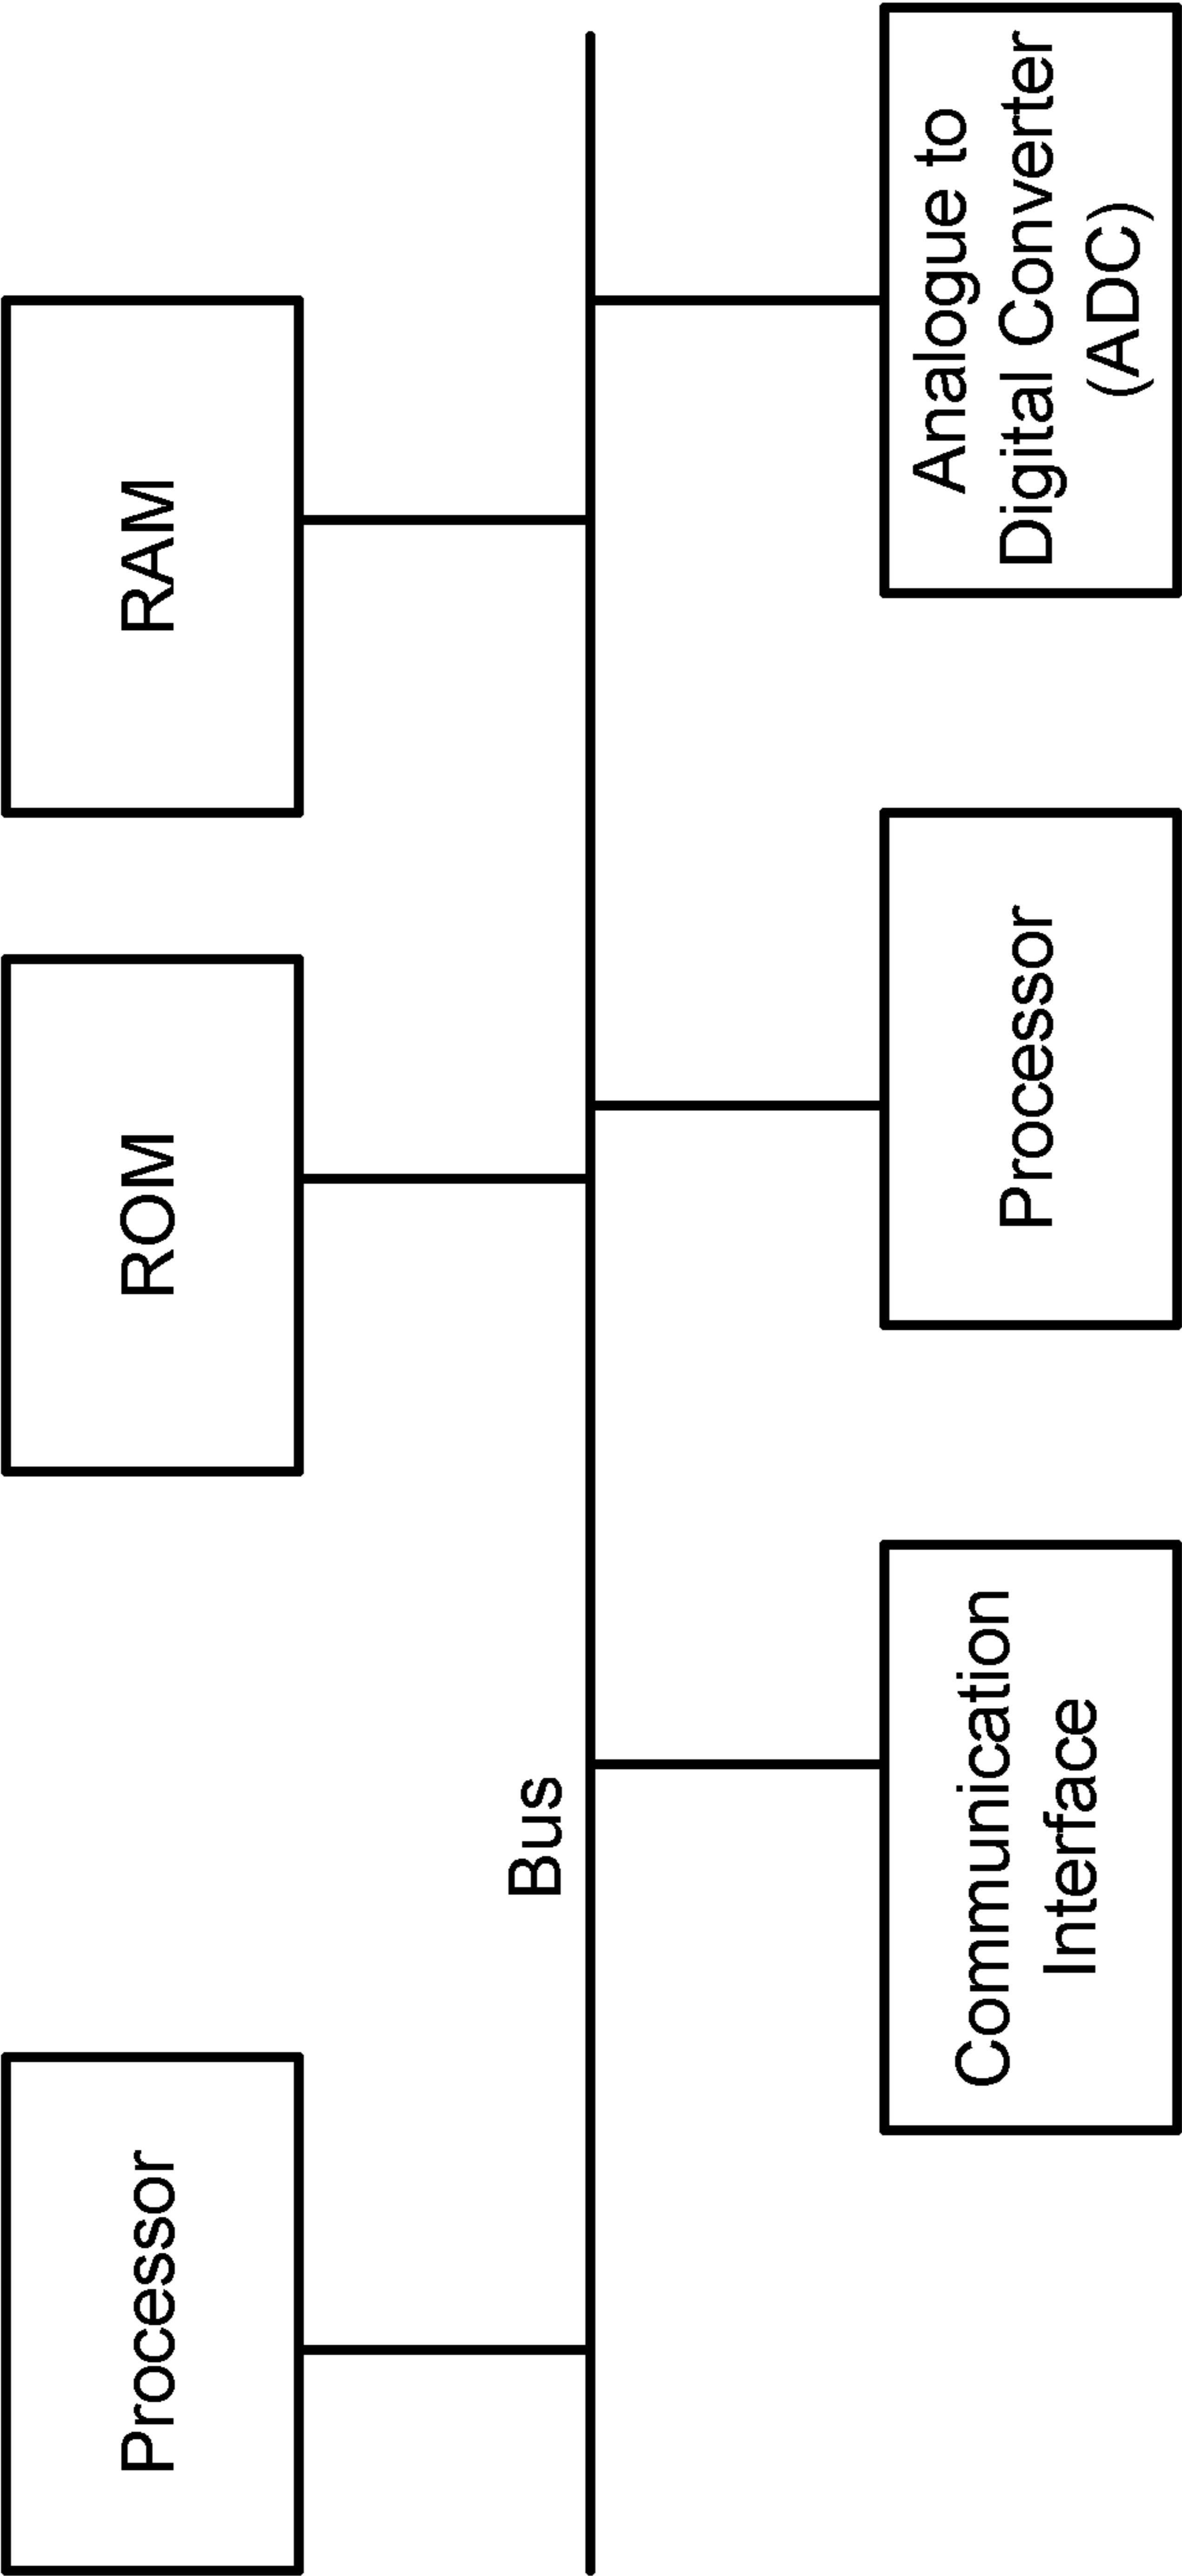 Processor
ROM
RAM
Bus
Communication
Interface
Processor
Analogue to
Digital Converter
(ADC)